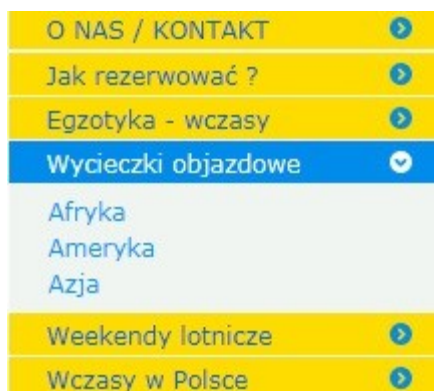 O NAS / KONTAKT
Jak rezerwować ?
Egzotyka - wczasy
Wycieczki objazdowe
Afryka
Ameryka
Azja
Weekendy lotnicze
Wczasy w Polsce